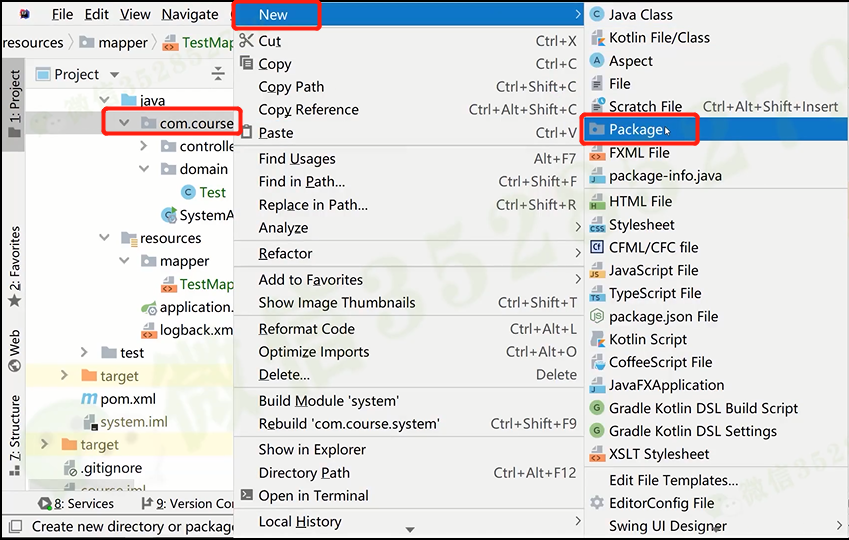 File Edit View Navigate
resources mapper TestMap
1: Project
Project
java
com.course
controlle
domain
Test
SystemA
resources
mapper
TestMap
application.
logback.xm
test
target
pom.xml
system.iml
target
.gitignore
course.iml
2: Favorites
Web
7: Structure
8: Services 9: Version Con
Create new directory or package
New
Cut Ctrl+X
Copy Ctrl+C
Copy Path Ctrl+Shift+C
Copy Reference Ctrl+Alt+Shift+C
Paste Ctrl+V
Find Usages Alt+F7
Find in Path... Ctrl+Shift+F
Replace in Path... Ctrl+Shift+R
Analyze
Refactor
Add to Favorites
Show Image Thumbnails Ctrl+Shift+T
Reformat Code Ctrl+Alt+L
Optimize Imports Ctrl+Alt+O
Delete... Delete
Build Module 'system'
Rebuild 'com.course.system' Ctrl+Shift+F9
Show in Explorer
Directory Path Ctrl+Alt+F12
Open in Terminal
Local History
Java Class
Kotlin File/Class
Aspect
File
Scratch File Ctrl+Alt+Shift+Insert
Package
FXML File
package-info.java
HTML File
Stylesheet
CFML/CFC file
JavaScript File
TypeScript File
package.json File
Kotlin Script
CoffeeScript File
JavaFXApplication
Gradle Kotlin DSL Build Script
Gradle Kotlin DSL Settings
XSLT Stylesheet
Edit File Templates...
EditorConfig File
Swing UI Designer